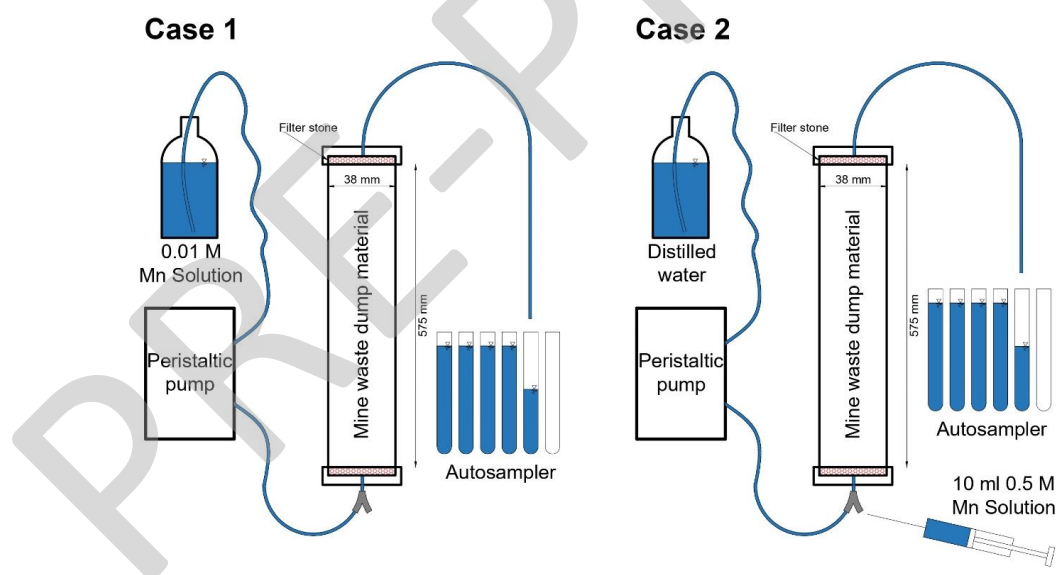 Case 1
Filter stone
38 mm
0.01 M
Mn Solution
Mine waste dump material
575 mm
Peristaltic
pump
Autosampler
Case 2
Filter stone
38 mm
Distilled
water
Mine waste dump material
575 mm
Peristaltic
pump
Autosampler
10 ml 0.5 M
Mn Solution
PRE-P